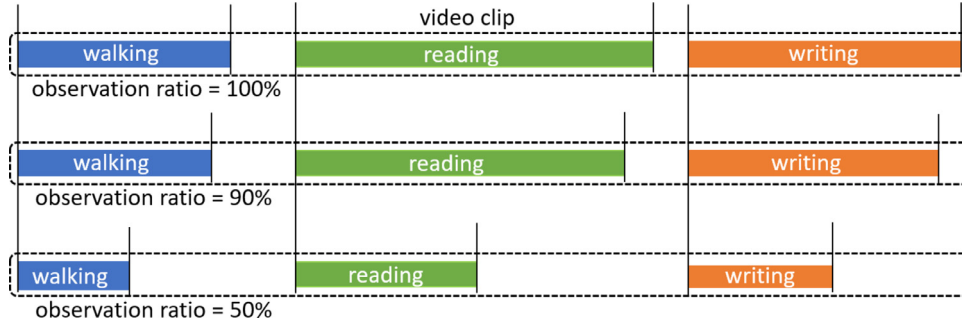 video clip
walking reading writing
observation ratio = 100%
walking reading writing
observation ratio = 90%
walking reading writing
observation ratio = 50%